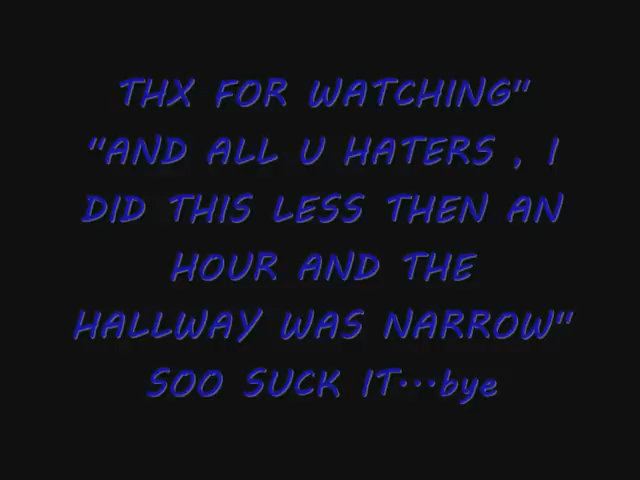 THX FOR WATCHING"
"AND ALL U HATERS , I
DID THIS LESS THEN AN
HOUR AND THE
HALLWAY WAS NARROW"
SOO SUCK IT...bye